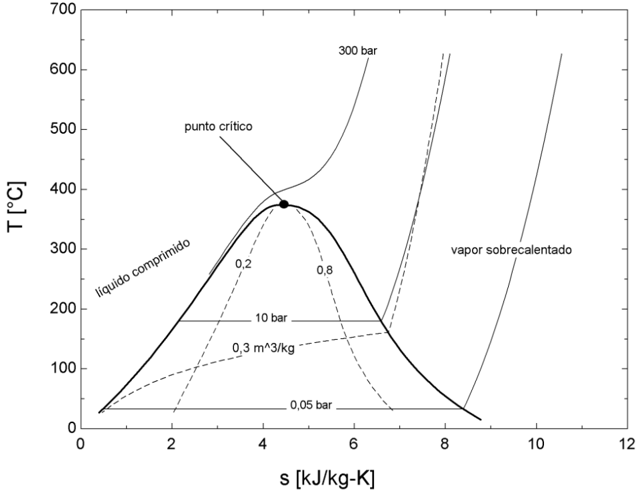 700
600
500
400
300
200
100
0
T [°C]
300 bar
punto crítico
líquido comprimido
0,2
0,8
vapor sobrecalentado
10 bar
0,3 m^3/kg
0,05 bar
0 2 4 6 8 10 12
s [kJ/kg-K]